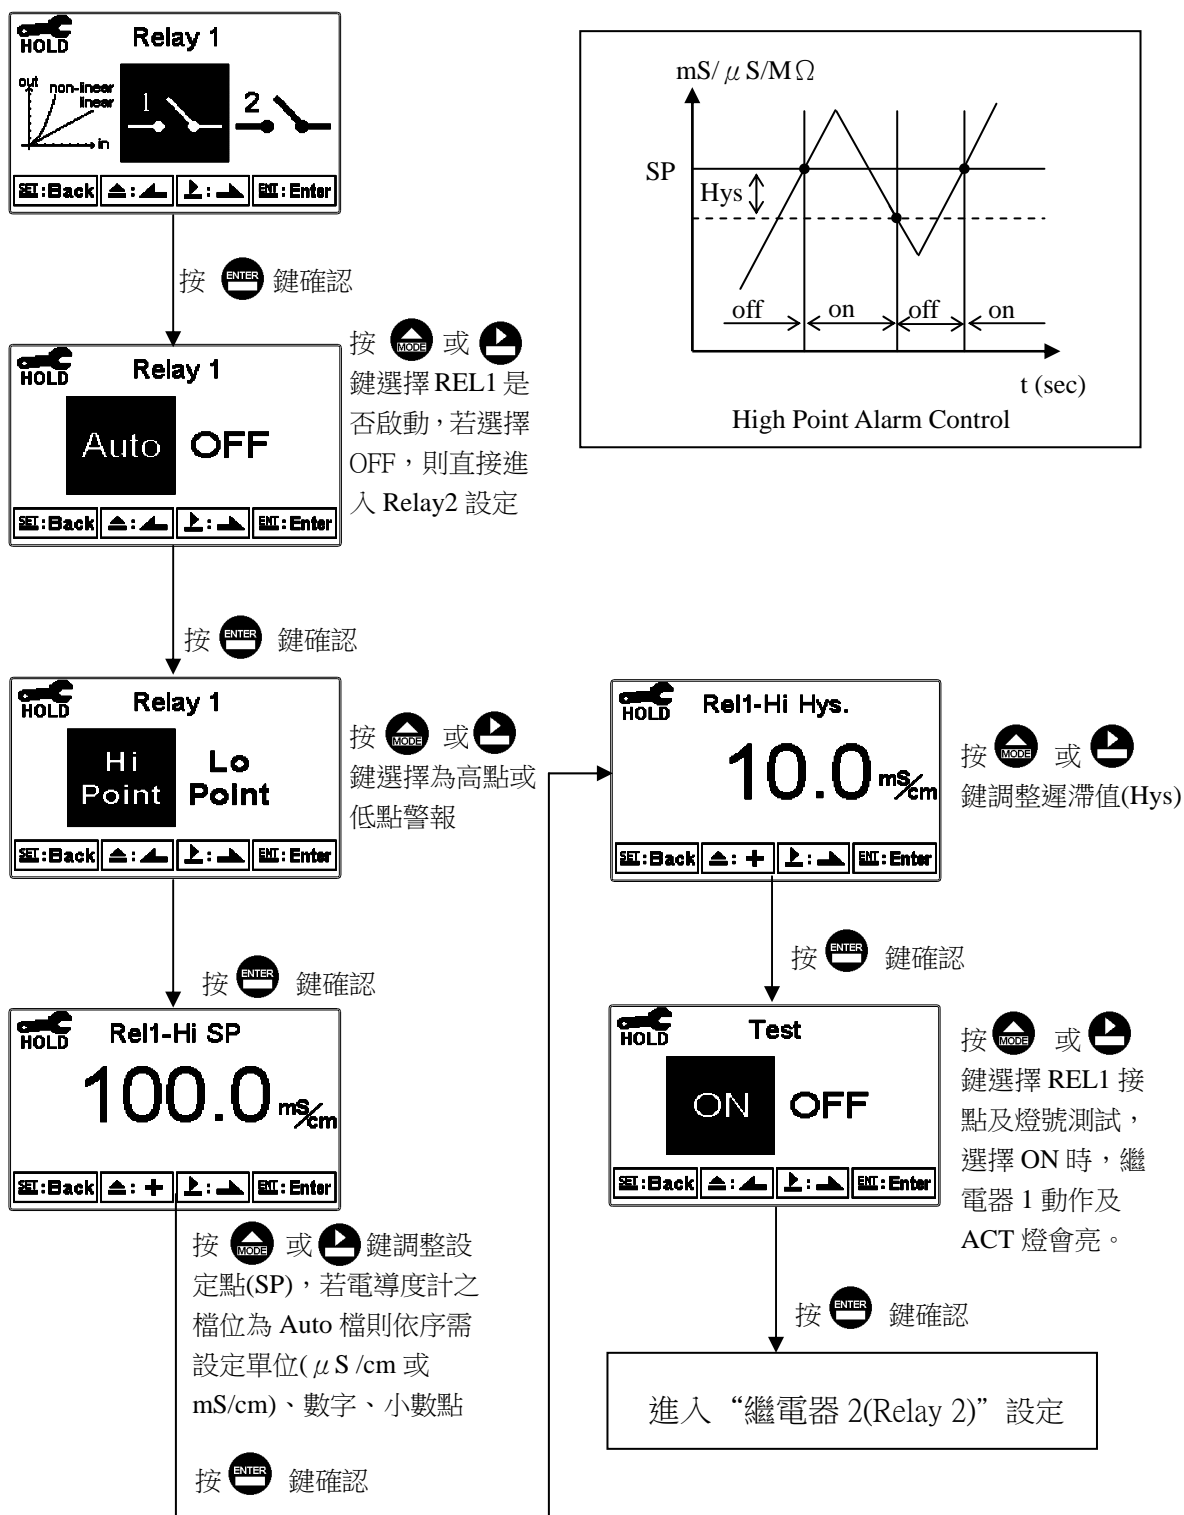 HOLD
Relay 1
out
non-linear
linear
in
1
2
SET:Back
:
:
ENT:Enter
按 ENTER 鍵確認
HOLD
Relay 1
Auto OFF
SET:Back
:
:
ENT:Enter
按 MODE 或
鍵選擇 REL1 是
否啟動，若選擇
OFF，則直接進
入 Relay2 設定
按 ENTER 鍵確認
HOLD
Relay 1
Hi
Point
Lo
Point
SET:Back
:
:
ENT:Enter
按 MODE 或
鍵選擇為高點或
低點警報
按 ENTER 鍵確認
HOLD
Rel1-Hi SP
100.0 mS/cm
SET:Back
: +
:
ENT:Enter
按 MODE 或 鍵調整設
定點(SP)，若電導度計之
檔位為 Auto 檔則依序需
設定單位(μS /cm 或
mS/cm)、數字、小數點
按 ENTER 鍵確認
mS/μS/MΩ
SP
Hys
off
on
off
on
t (sec)
High Point Alarm Control
HOLD
Rel1-Hi Hys.
10.0 mS/cm
SET:Back
: +
:
ENT:Enter
按 MODE 或
鍵調整遲滯值(Hys)
按 ENTER 鍵確認
HOLD
Test
ON OFF
SET:Back
:
:
ENT:Enter
按 MODE 或
鍵選擇 REL1 接
點及燈號測試，
選擇 ON 時，繼
電器 1 動作及
ACT 燈會亮。
按 ENTER 鍵確認
進入“繼電器 2(Relay 2)”設定